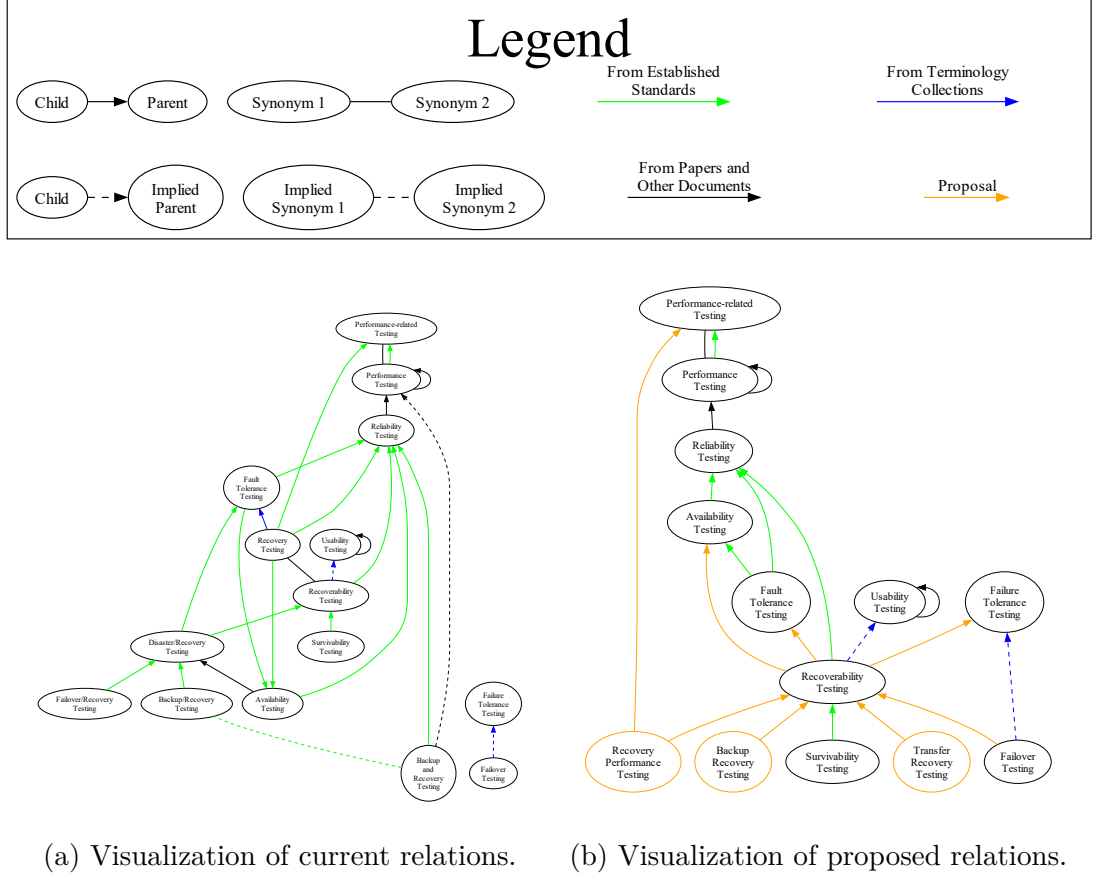 Legend
Child
Parent
Synonym 1
Synonym 2
From Established
Standards
From Terminology
Collections
Child
Implied
Parent
Implied
Synonym 1
Implied
Synonym 2
From Papers and
Other Documents
Proposal
Performance-related
Testing
Performance
Testing
Reliability
Testing
Fault
Tolerance
Testing
Recovery
Testing
Usability
Testing
Recoverability
Testing
Disaster/Recovery
Testing
Survivability
Testing
Failover/Recovery
Testing
Backup/Recovery
Testing
Availability
Testing
Failure
Tolerance
Testing
Backup
and
Recovery
Testing
Failover
Testing
(a) Visualization of current relations.
Performance-related
Testing
Performance
Testing
Reliability
Testing
Availability
Testing
Fault
Tolerance
Testing
Usability
Testing
Failure
Tolerance
Testing
Recoverability
Testing
Recovery
Performance
Testing
Backup
Recovery
Testing
Survivability
Testing
Transfer
Recovery
Testing
Failover
Testing
(b) Visualization of proposed relations.